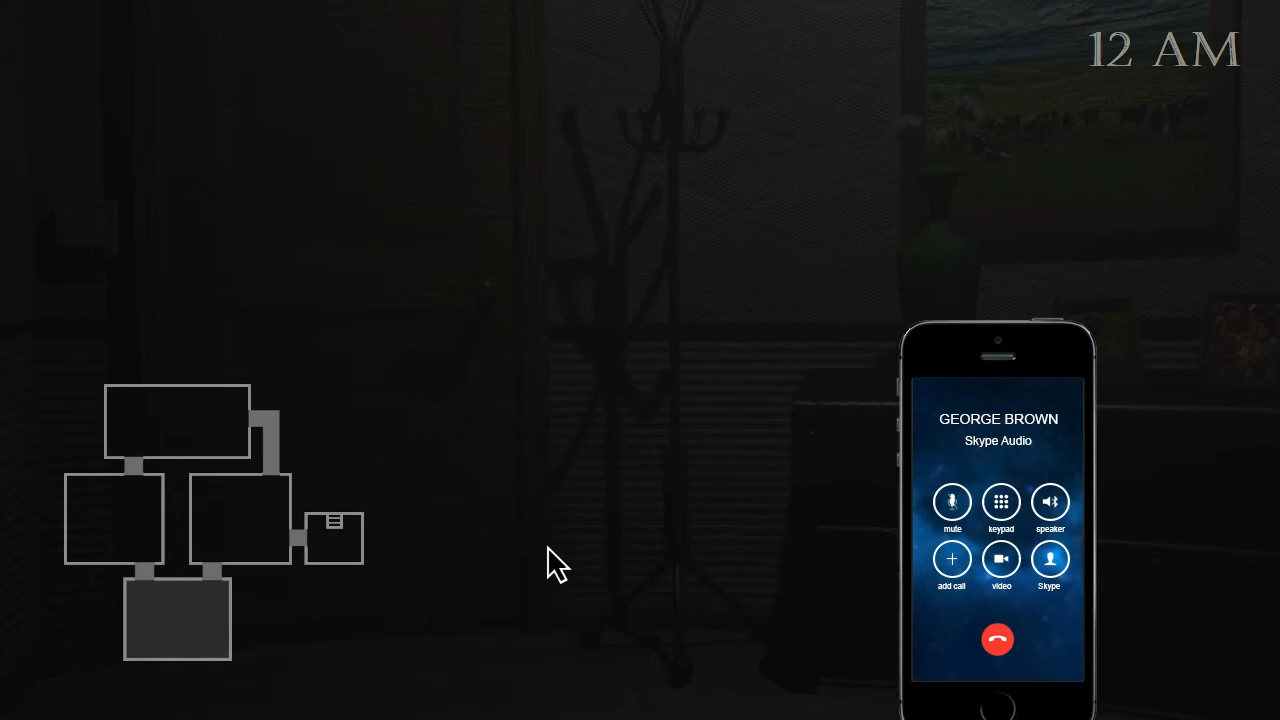 12 AM
GEORGE BROWN
Skype Audio
mute keypad speaker
add call video Skype